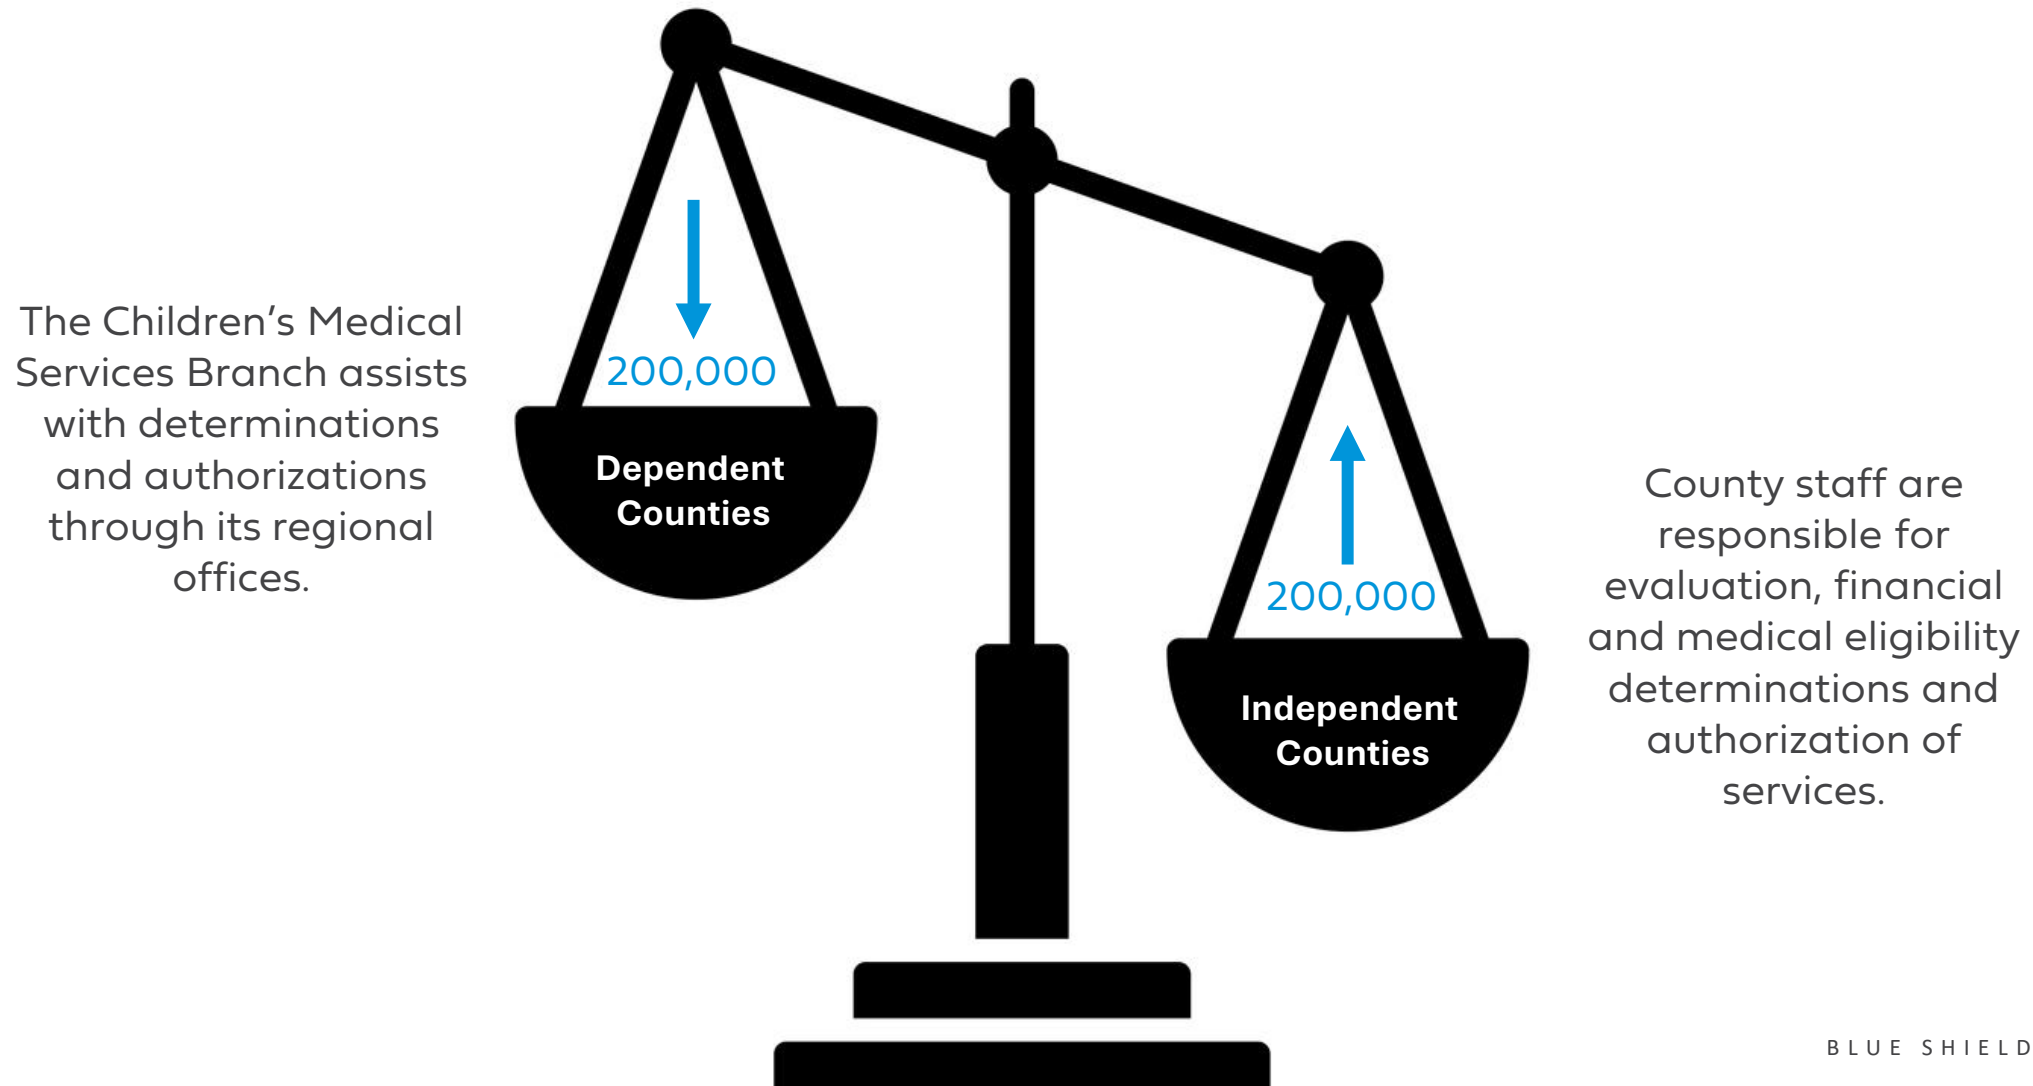 The Children’s Medical
Services Branch assists
with determinations
and authorizations
through its regional
offices.
200,000
Dependent
Counties
200,000
Independent
Counties
County staff are
responsible for
evaluation, financial
and medical eligibility
determinations and
authorization of
services.
BLUE SHIELD